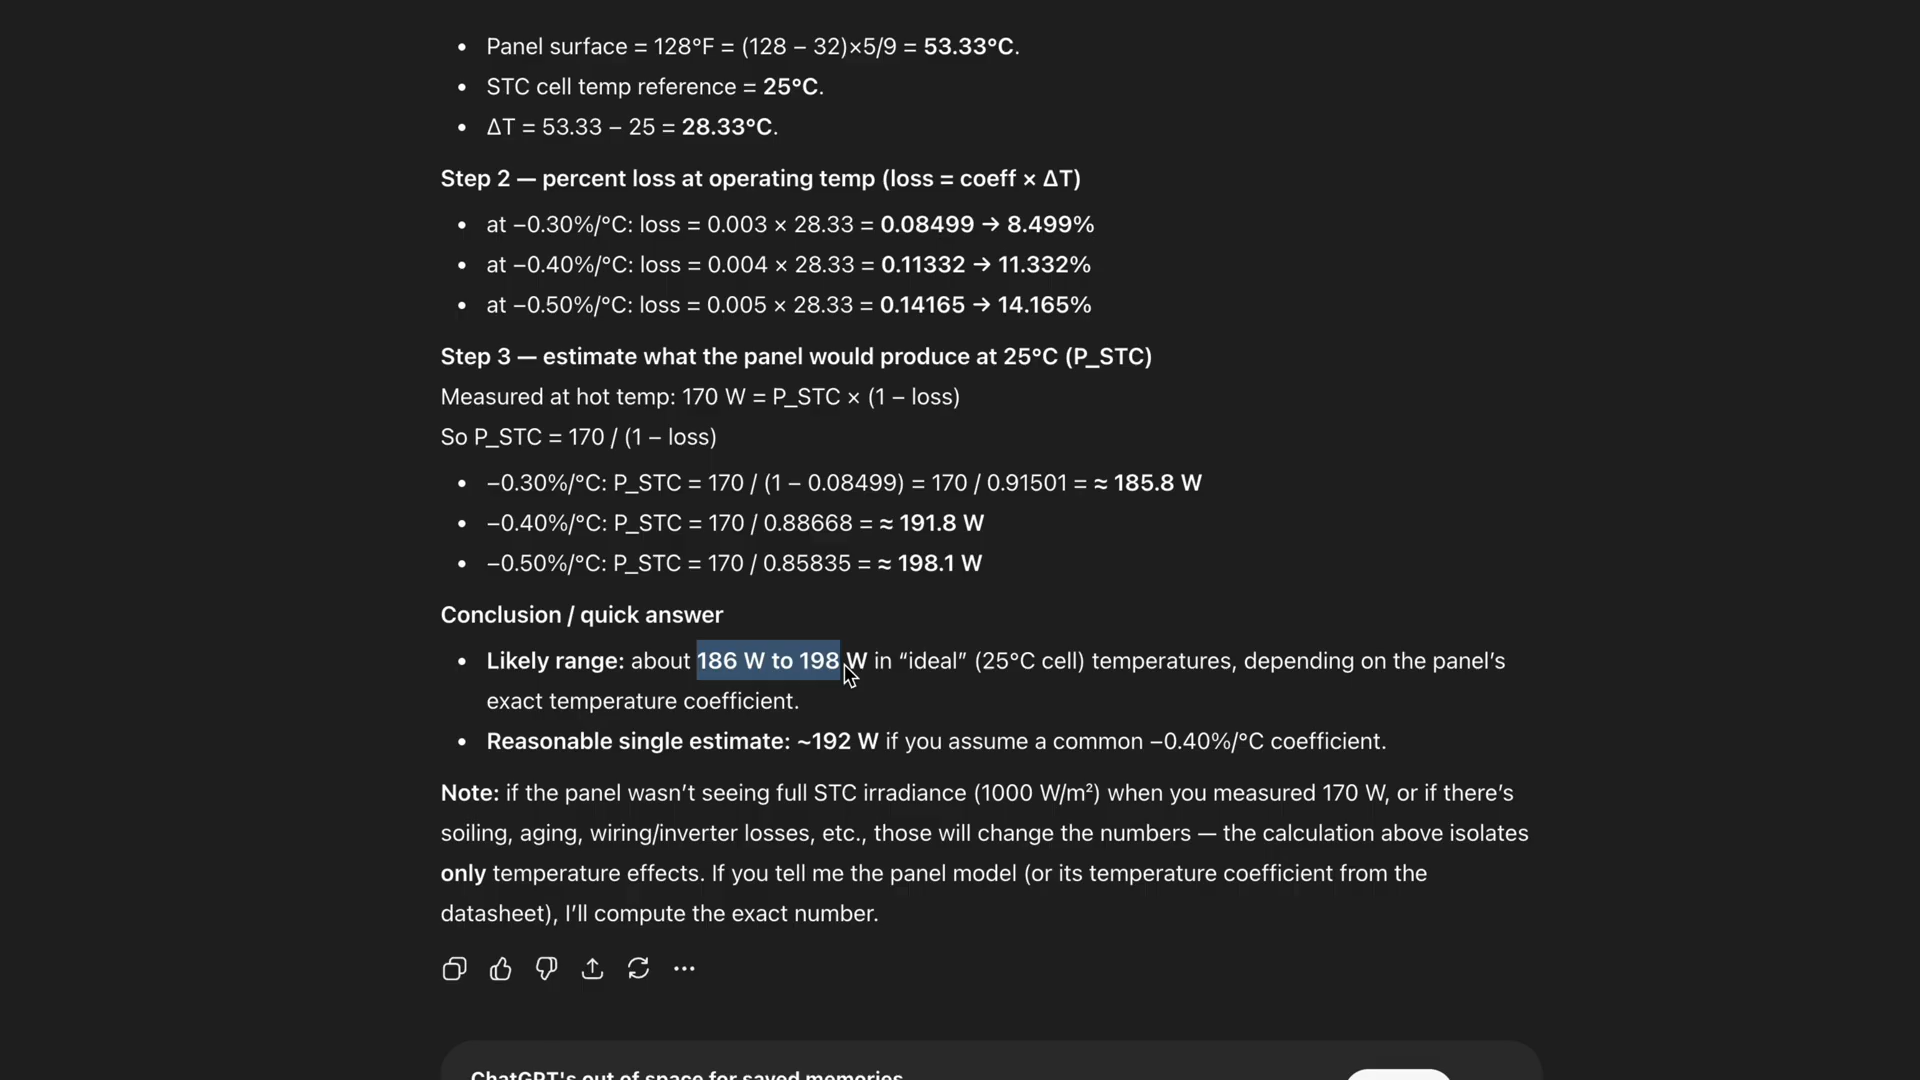 • Panel surface = 128°F = (128 − 32)×5/9 = 53.33°C.
• STC cell temp reference = 25°C.
• ΔT = 53.33 − 25 = 28.33°C.
Step 2 — percent loss at operating temp (loss = coeff × ΔT)
• at −0.30%/°C: loss = 0.003 × 28.33 = 0.08499 → 8.499%
• at −0.40%/°C: loss = 0.004 × 28.33 = 0.11332 → 11.332%
• at −0.50%/°C: loss = 0.005 × 28.33 = 0.14165 → 14.165%
Step 3 — estimate what the panel would produce at 25°C (P_STC)
Measured at hot temp: 170 W = P_STC × (1 − loss)
So P_STC = 170 / (1 − loss)
• −0.30%/°C: P_STC = 170 / (1 − 0.08499) = 170 / 0.91501 = ≈ 185.8 W
• −0.40%/°C: P_STC = 170 / 0.88668 = ≈ 191.8 W
• −0.50%/°C: P_STC = 170 / 0.85835 = ≈ 198.1 W
Conclusion / quick answer
• Likely range: about 186 W to 198 W in “ideal” (25°C cell) temperatures, depending on the panel’s
exact temperature coefficient.
• Reasonable single estimate: ~192 W if you assume a common −0.40%/°C coefficient.
Note: if the panel wasn’t seeing full STC irradiance (1000 W/m²) when you measured 170 W, or if there’s
soiling, aging, wiring/inverter losses, etc., those will change the numbers — the calculation above isolates
only temperature effects. If you tell me the panel model (or its temperature coefficient from the
datasheet), I’ll compute the exact number.
ChatGPT's out of space for saved memories